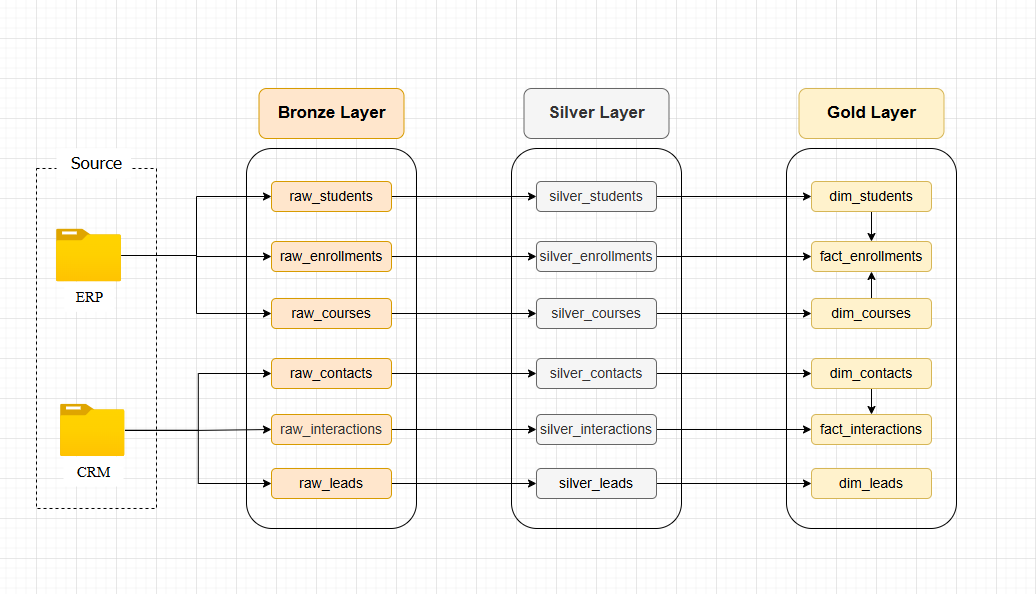 Bronze Layer
Silver Layer
Gold Layer
Source
raw_students
silver_students
dim_students
raw_enrollments
silver_enrollments
fact_enrollments
ERP
raw_courses
silver_courses
dim_courses
raw_contacts
silver_contacts
dim_contacts
raw_interactions
silver_interactions
fact_interactions
CRM
raw_leads
silver_leads
dim_leads